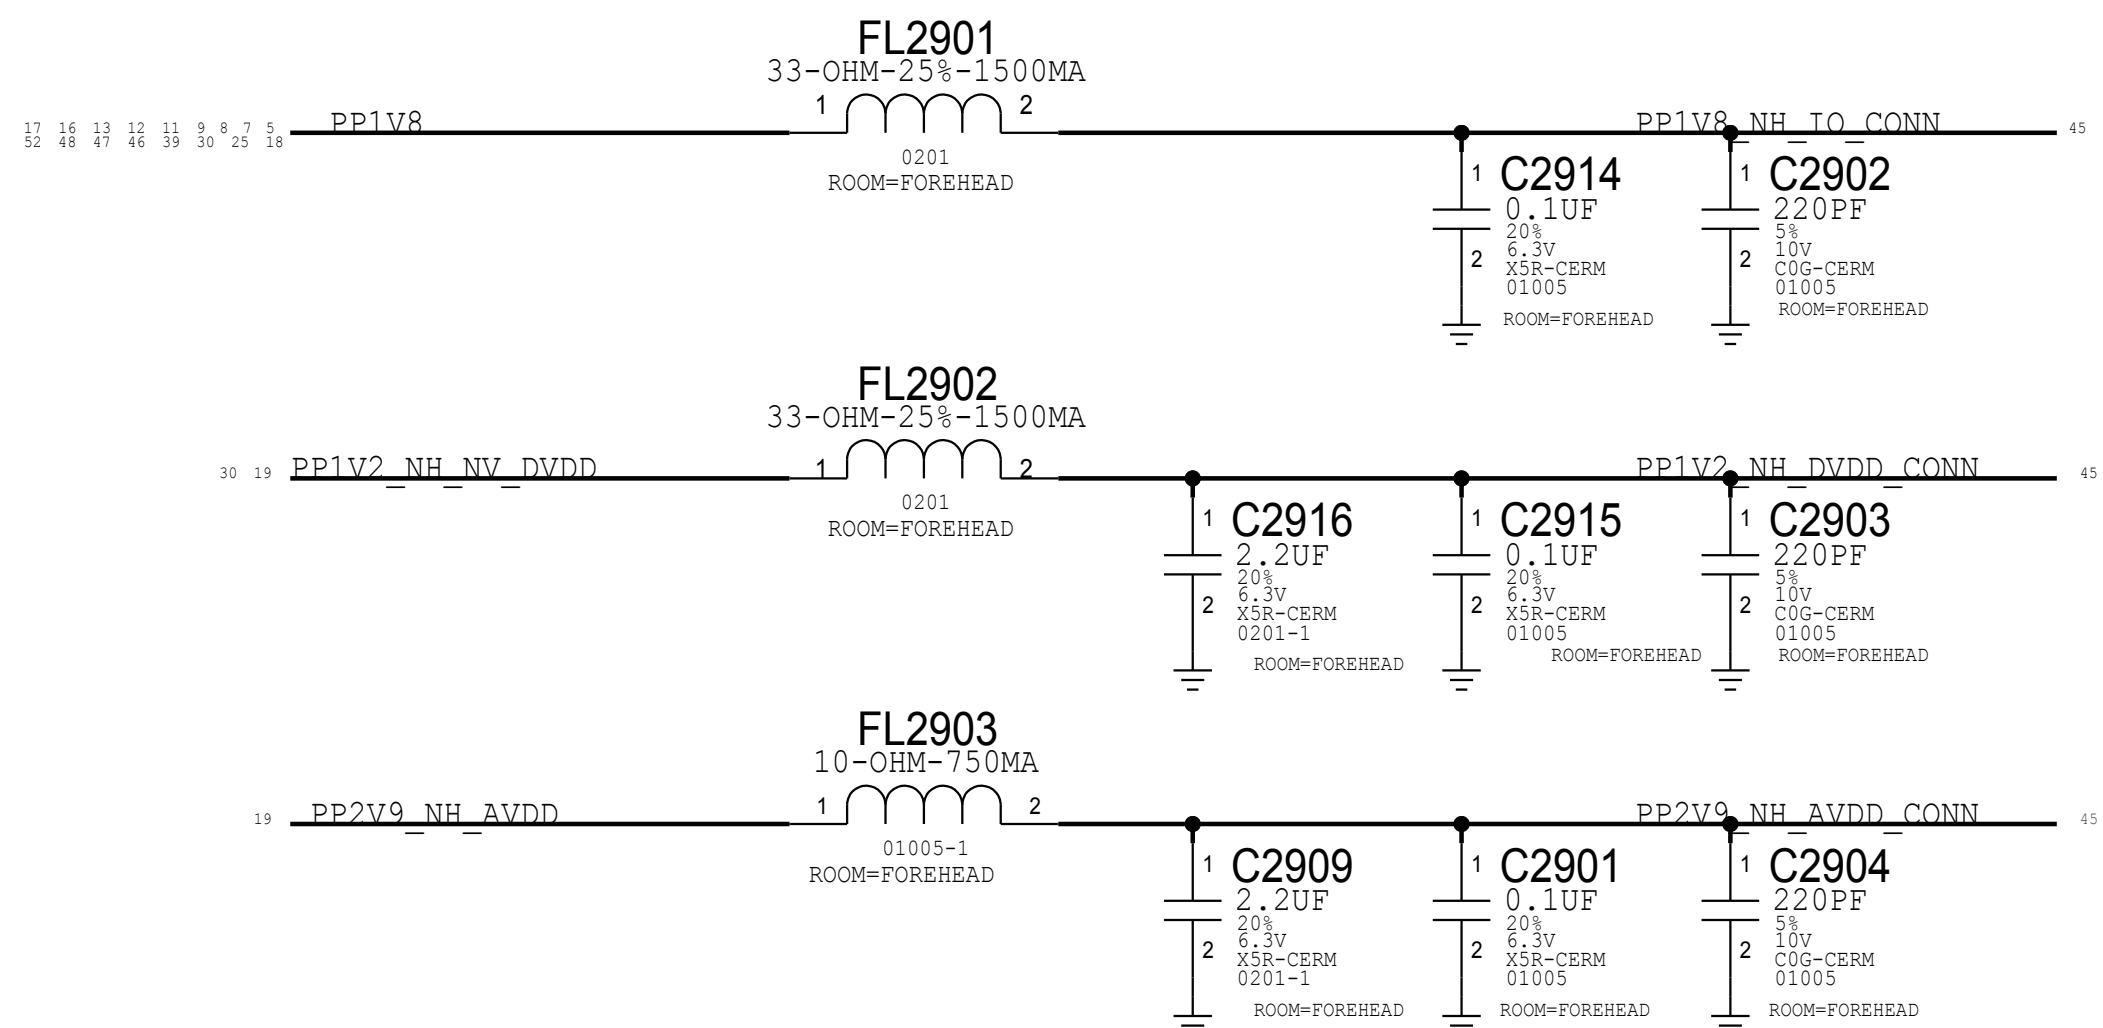 FL2901
33-OHM-25%-1500MA
1 2
17 16 13 12 11 9 8 7 5
52 48 47 46 39 30 25 18
PP1V8
PP1V8_NH_IO_CONN
45
0201
ROOM=FOREHEAD
1
C2914
0.1UF
20%
6.3V
X5R-CERM
01005
2
ROOM=FOREHEAD
1
C2902
220PF
5%
10V
C0G-CERM
01005
2
ROOM=FOREHEAD
FL2902
33-OHM-25%-1500MA
1 2
30 19
PP1V2_NH_NV_DVDD
PP1V2_NH_DVDD_CONN
45
0201
ROOM=FOREHEAD
1
C2916
2.2UF
20%
6.3V
X5R-CERM
0201-1
2
ROOM=FOREHEAD
1
C2915
0.1UF
20%
6.3V
X5R-CERM
01005
2
ROOM=FOREHEAD
1
C2903
220PF
5%
10V
C0G-CERM
01005
2
ROOM=FOREHEAD
FL2903
10-OHM-750MA
1 2
19
PP2V9_NH_AVDD
PP2V9_NH_AVDD_CONN
45
01005-1
ROOM=FOREHEAD
1
C2909
2.2UF
20%
6.3V
X5R-CERM
0201-1
2
ROOM=FOREHEAD
1
C2901
0.1UF
20%
6.3V
X5R-CERM
01005
2
ROOM=FOREHEAD
1
C2904
220PF
5%
10V
C0G-CERM
01005
2
ROOM=FOREHEAD